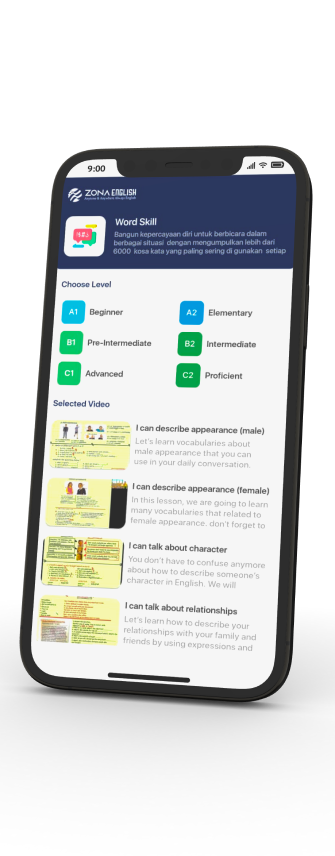 9:00
ZONA ENGLISH
Word Skill
Bangun kepercayaan diri untuk berbicara dalam
berbagai situasi dengan mengumpulkan lebih dari
6000 kosa kata yang paling sering di gunakan setiap
Choose Level
A1 Beginner
A2 Elementary
B1 Pre-Intermediate
B2 Intermediate
C1 Advanced
C2 Proficient
Selected Video
I can describe appearance (male)
Let's learn vocabularies about
male appearance that you can
use in your daily conversation.
I can describe appearance (female)
In this lesson, we are going to learn
many vocabularies that related to
female appearance. don't forget to
I can talk about character
You don't have to confuse anymore
about how to describe someone's
character in English. We will
I can talk about relationships
Let's learn how to describe your
relationships with your family and
friends by using expressions and